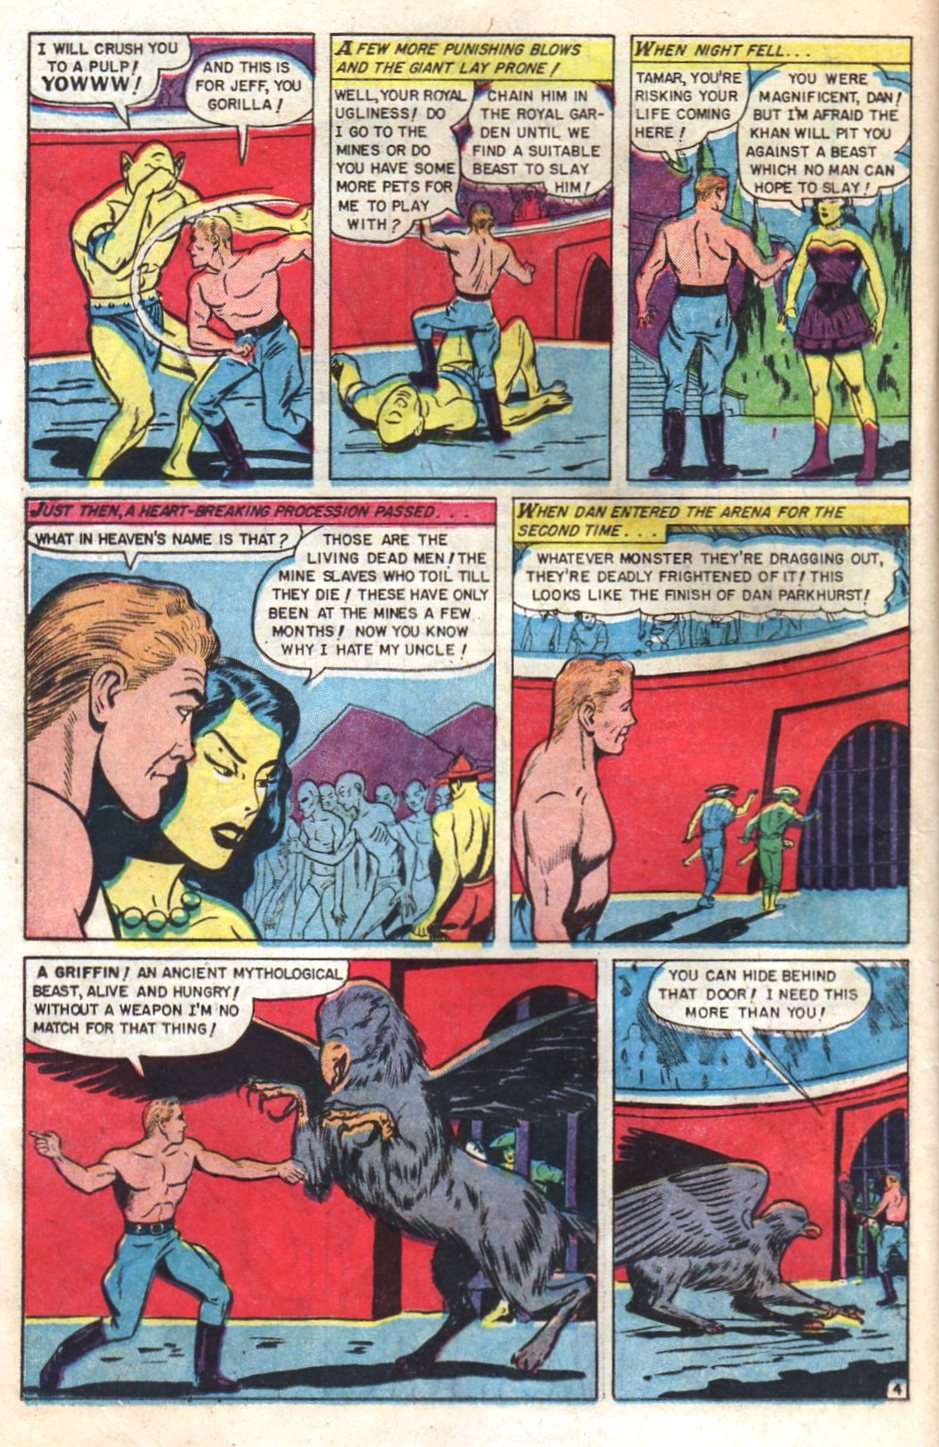 I WILL CRUSH YOU
TO A PULP!
YOWWW!
AND THIS IS
FOR JEFF, YOU
GORILLA!
A FEW MORE PUNISHING BLOWS
AND THE GIANT LAY PRONE!
WELL, YOUR ROYAL
UGLINESS! DO
I GO TO THE
MINES OR DO
YOU HAVE SOME
MORE PETS FOR
ME TO PLAY
WITH?
CHAIN HIM IN
THE ROYAL GAR-
DEN UNTIL WE
FIND A SUITABLE
BEAST TO SLAY
HIM!
WHEN NIGHT FELL...
TAMAR, YOU'RE
RISKING YOUR
LIFE COMING
HERE!
YOU WERE
MAGNIFICENT, DAN!
BUT I'M AFRAID THE
KHAN WILL PIT YOU
AGAINST A BEAST
WHICH NO MAN CAN
HOPE TO SLAY!
JUST THEN, A HEART-BREAKING PROCESSION PASSED...
WHAT IN HEAVEN'S NAME IS THAT?
THOSE ARE THE
LIVING DEAD MEN! THE
MINE SLAVES WHO TOIL TILL
THEY DIE! THESE HAVE ONLY
BEEN AT THE MINES A FEW
MONTHS! NOW YOU KNOW
WHY I HATE MY UNCLE!
WHEN DAN ENTERED THE ARENA FOR THE
SECOND TIME...
WHATEVER MONSTER THEY'RE DRAGGING OUT,
THEY'RE DEADLY FRIGHTENED OF IT! THIS
LOOKS LIKE THE FINISH OF DAN PARKHURST!
A GRIFFIN! AN ANCIENT MYTHOLOGICAL
BEAST, ALIVE AND HUNGRY!
WITHOUT A WEAPON I'M NO
MATCH FOR THAT THING!
YOU CAN HIDE BEHIND
THAT DOOR! I NEED THIS
MORE THAN YOU!
4